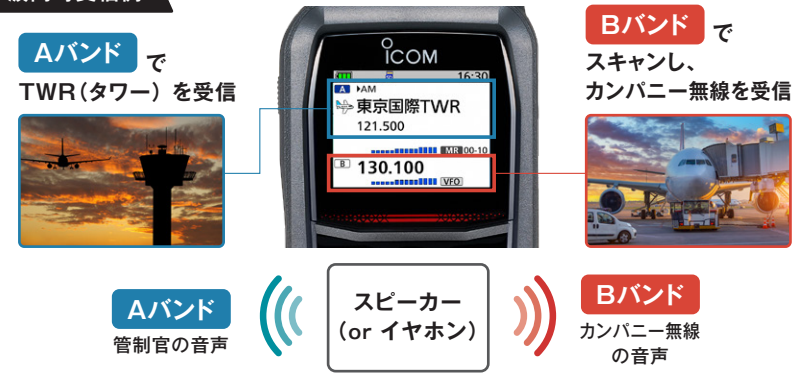 Aバンド で
TWR（タワー）を受信
Bバンド で
スキャンし、
カンパニー無線を受信
ICOM
16:30
A ▶AM
東京国際TWR
121.500
MR 00-10
B 130.100
VFO
Aバンド
管制官の音声
スピーカー
（or イヤホン）
Bバンド
カンパニー無線
の音声